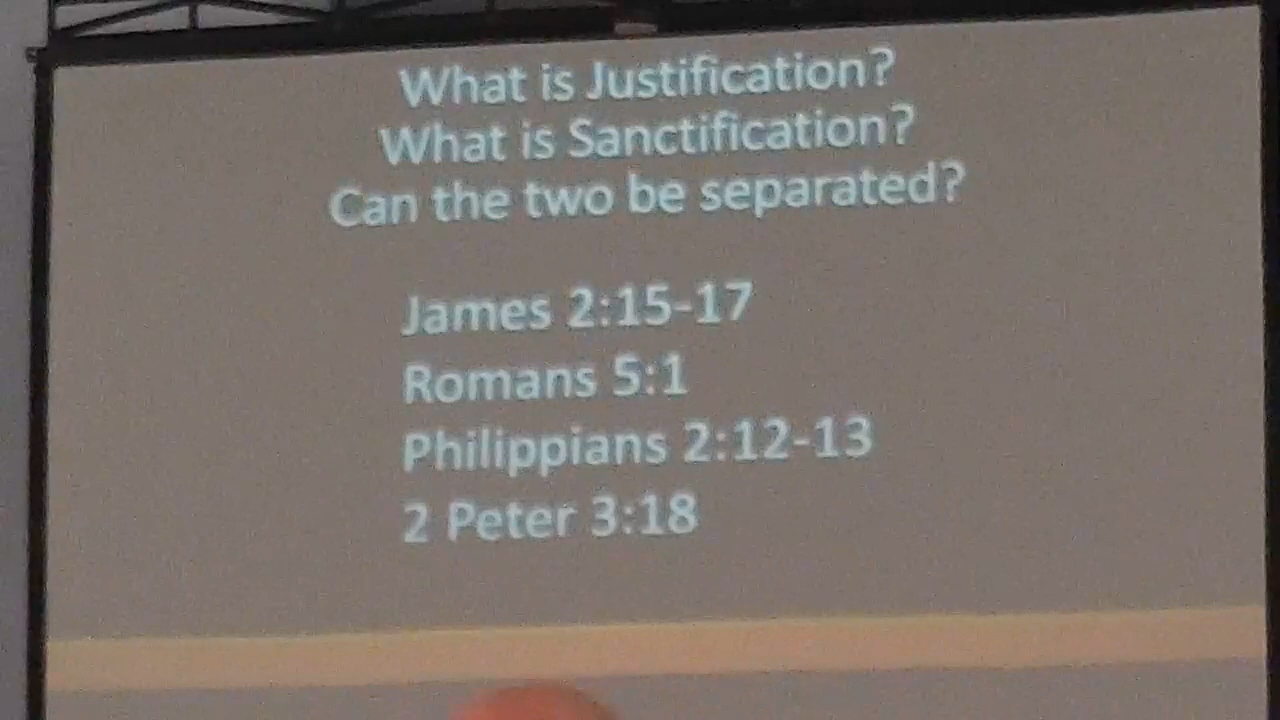 What is Justification?
What is Sanctification?
Can the two be separated?
James 2:15-17
Romans 5:1
Philippians 2:12-13
2 Peter 3:18